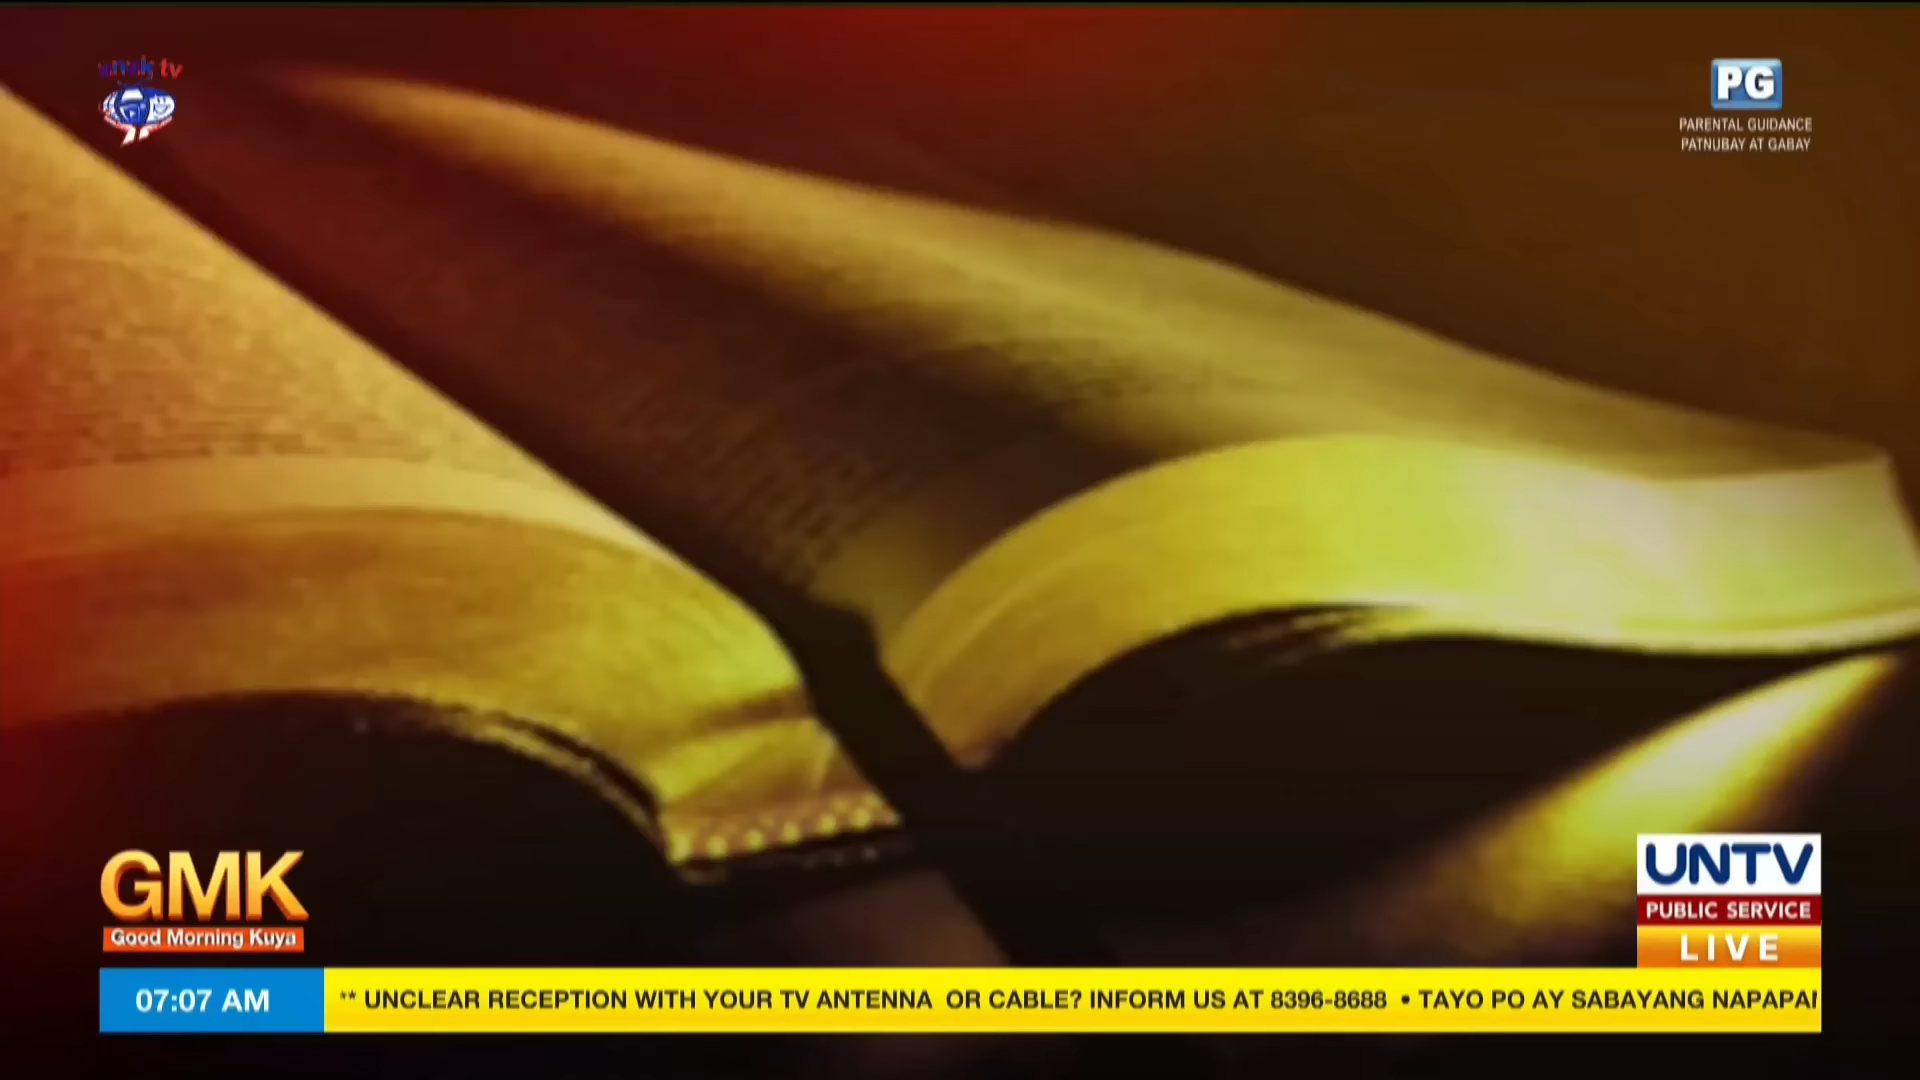 tv
PG
PARENTAL GUIDANCE
PATNUBAY AT GABAY
GMK
Good Morning Kuya
UNTV
PUBLIC SERVICE
LIVE
07:07 AM
** UNCLEAR RECEPTION WITH YOUR TV ANTENNA OR CABLE? INFORM US AT 8396-8688 • TAYO PO AY SABAYANG